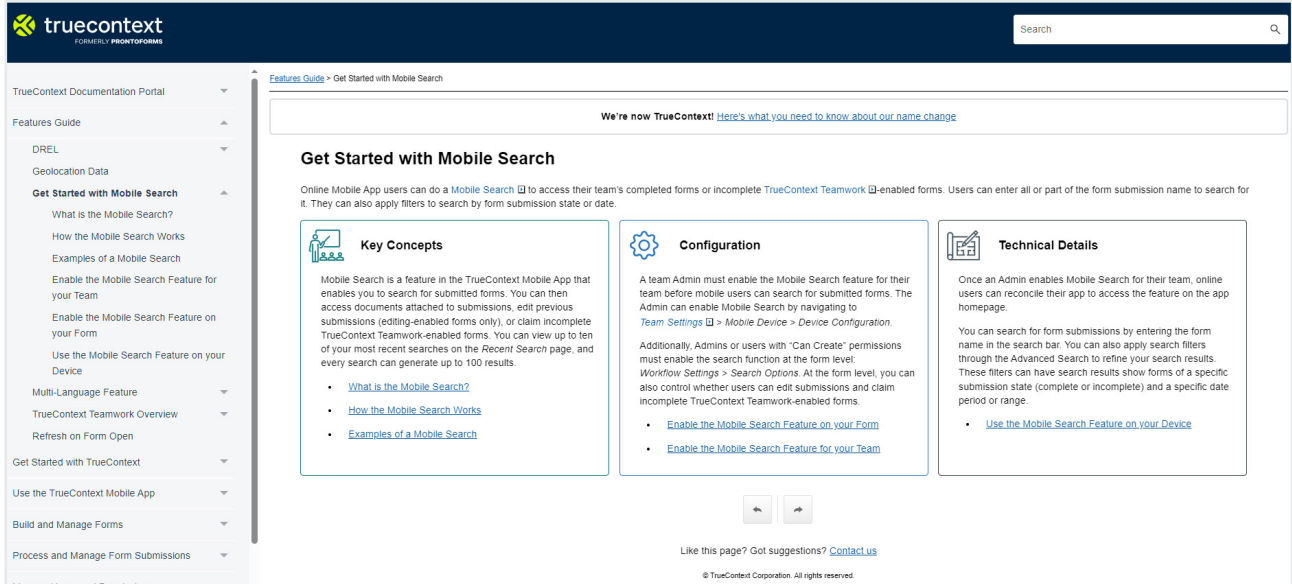 truecontext
FORMERLY PRONTOFORMS
Search
TrueContext Documentation Portal
Features Guide
DREL
Geolocation Data
Get Started with Mobile Search
What is the Mobile Search?
How the Mobile Search Works
Examples of a Mobile Search
Enable the Mobile Search Feature for
your Team
Enable the Mobile Search Feature on
your Form
Use the Mobile Search Feature on your
Device
Multi-Language Feature
TrueContext Teamwork Overview
Refresh on Form Open
Get Started with TrueContext
Use the TrueContext Mobile App
Build and Manage Forms
Process and Manage Form Submissions
Features Guide > Get Started with Mobile Search
We're now TrueContext! Here's what you need to know about our name change
Get Started with Mobile Search
Online Mobile App users can do a Mobile Search to access their team's completed forms or incomplete TrueContext Teamwork -enabled forms. Users can enter all or part of the form submission name to search for
it. They can also apply filters to search by form submission state or date.
Key Concepts
Mobile Search is a feature in the TrueContext Mobile App that
enables you to search for submitted forms. You can then
access documents attached to submissions, edit previous
submissions (editing-enabled forms only), or claim incomplete
TrueContext Teamwork-enabled forms. You can view up to ten
of your most recent searches on the Recent Search page, and
every search can generate up to 100 results.
• What is the Mobile Search?
• How the Mobile Search Works
• Examples of a Mobile Search
Configuration
A team Admin must enable the Mobile Search feature for their
team before mobile users can search for submitted forms. The
Admin can enable Mobile Search by navigating to
Team Settings > Mobile Device > Device Configuration.
Additionally, Admins or users with "Can Create" permissions
must enable the search function at the form level:
Workflow Settings > Search Options. At the form level, you can
also control whether users can edit submissions and claim
incomplete TrueContext Teamwork-enabled forms.
• Enable the Mobile Search Feature on your Form
• Enable the Mobile Search Feature for your Team
Technical Details
Once an Admin enables Mobile Search for their team, online
users can reconcile their app to access the feature on the app
homepage.
You can search for form submissions by entering the form
name in the search bar. You can also apply search filters
through the Advanced Search to refine your search results.
These filters can have search results show forms of a specific
submission state (complete or incomplete) and a specific date
period or range.
• Use the Mobile Search Feature on your Device
Like this page? Got suggestions? Contact us
© TrueContext Corporation. All rights reserved.